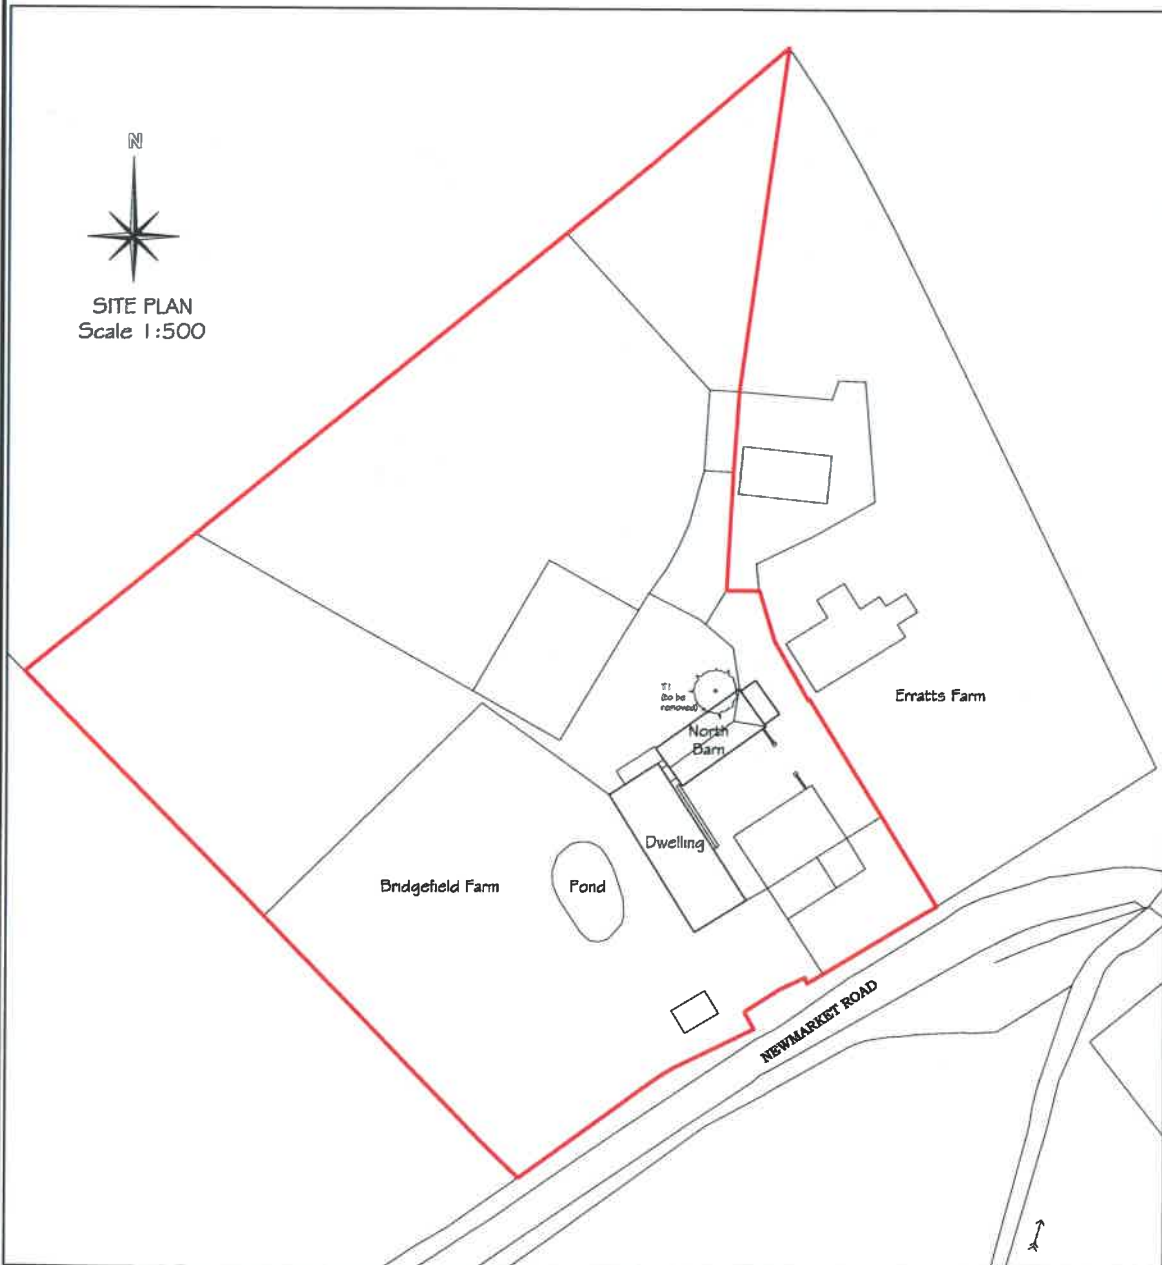 N
SITE PLAN
Scale 1:500
T1
(to be
removed)
North
Barn
Erratts Farm
Dwelling
Bridgefield Farm
Pond
NEWMARKET ROAD